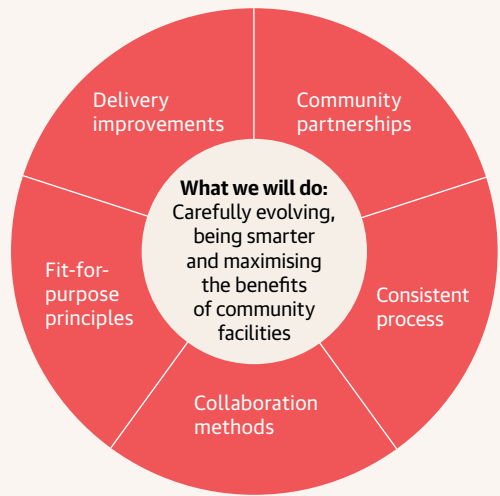 Delivery
improvements
Community
partnerships
What we will do:
Carefully evolving,
being smarter
and maximising
the benefits
of community
facilities
Fit-for-
purpose
principles
Consistent
process
Collaboration
methods